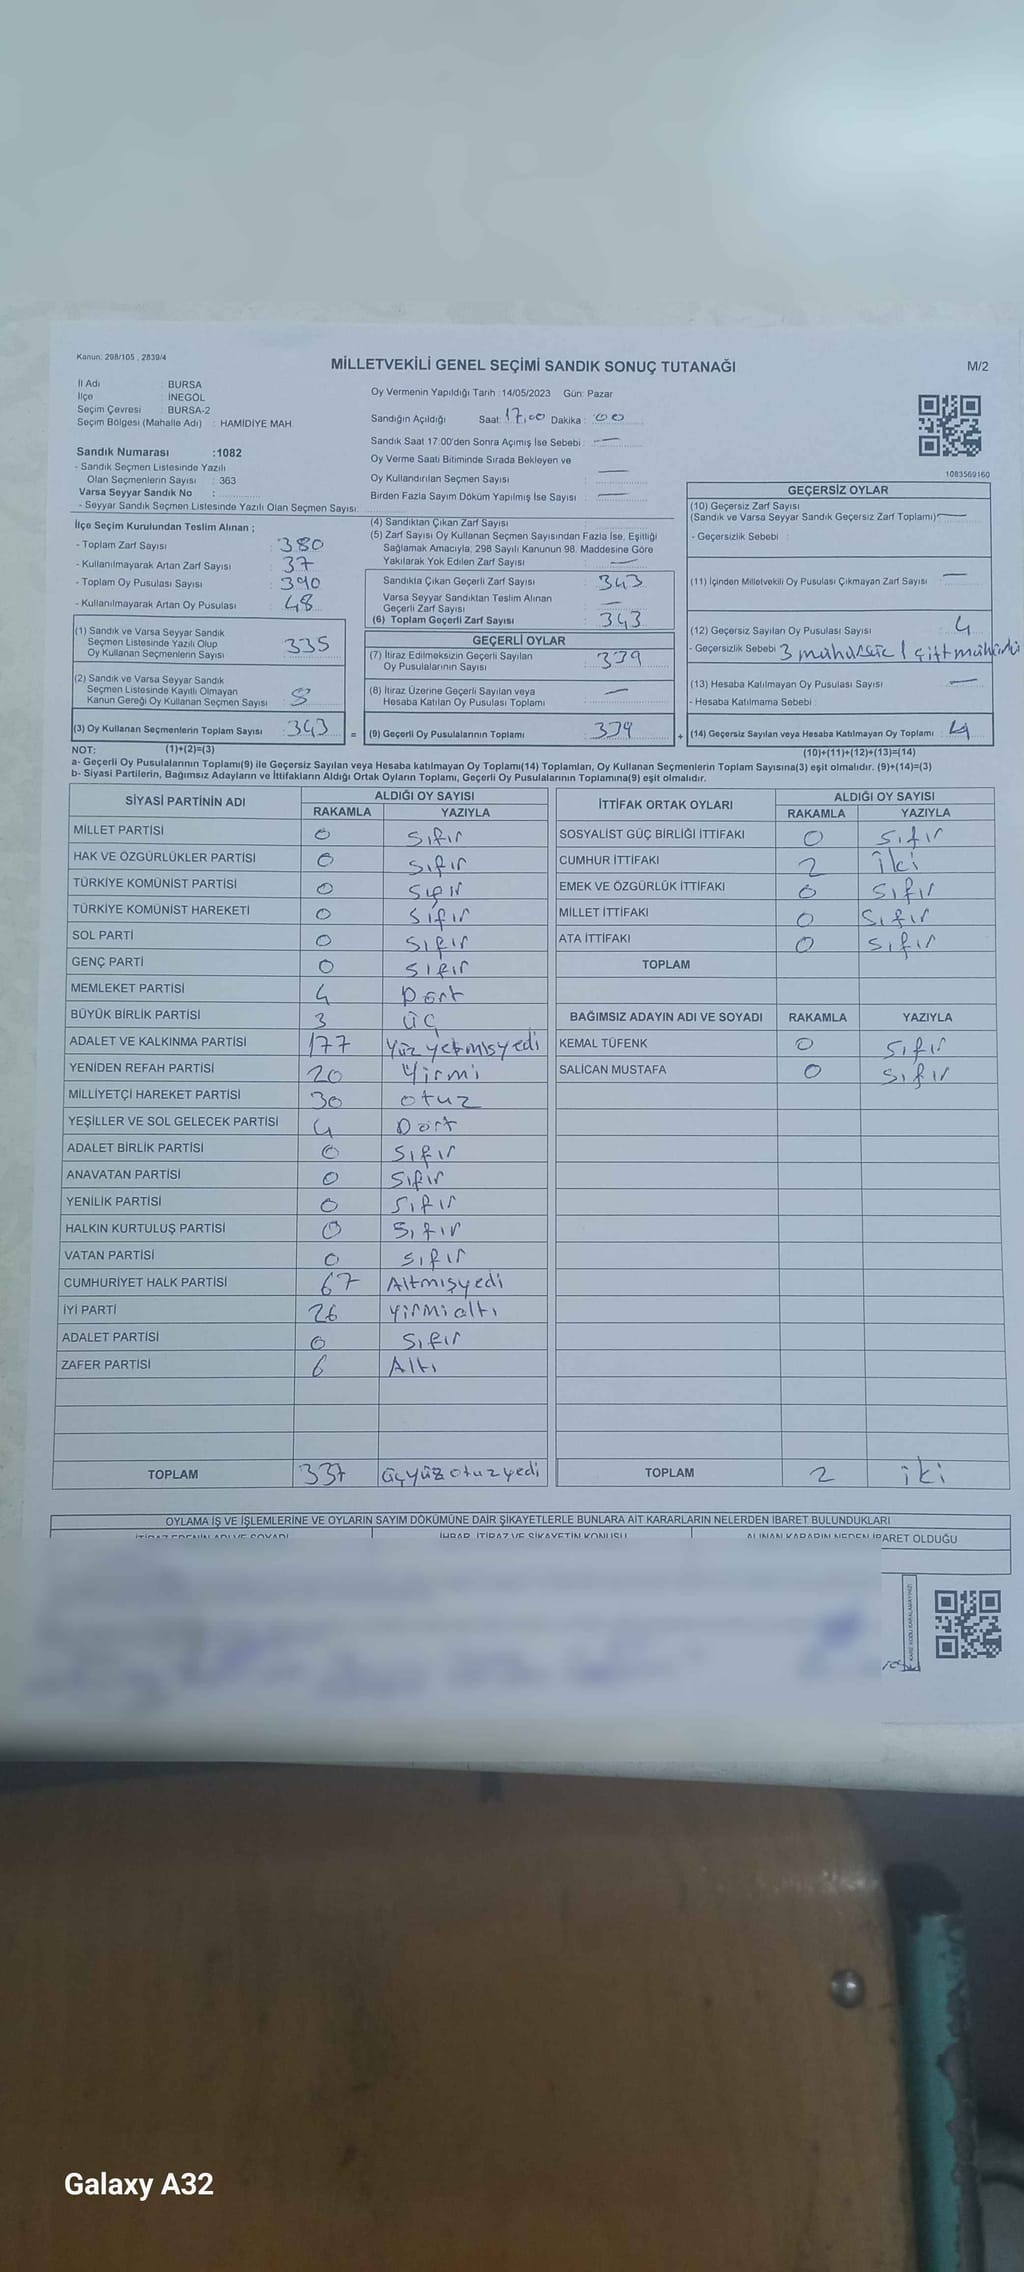 Kanun: 298/105 , 2839/4
MİLLETVEKİLİ GENEL SEÇİMİ SANDIK SONUÇ TUTANAĞI
M/2
İl Adı : BURSA
İlçe : İNEGÖL
Seçim Çevresi : BURSA-2
Seçim Bölgesi (Mahalle Adı) : HAMİDİYE MAH.
Sandık Numarası :1082
- Sandık Seçmen Listesinde Yazılı
Olan Seçmenlerin Sayısı : 363
Varsa Seyyar Sandık No :
- Seyyar Sandık Seçmen Listesinde Yazılı Olan Seçmen Sayısı:
Oy Vermenin Yapıldığı Tarih : 14/05/2023 Gün: Pazar
Sandığın Açıldığı Saat: 17.00 Dakika : 00
Sandık Saat 17.00'den Sonra Açımış İse Sebebi : —
Oy Verme Saati Bitiminde Sırada Bekleyen ve
Oy Kullandırılan Seçmen Sayısı —
Birden Fazla Sayım Döküm Yapılmış İse Sayısı : —
1083569160
İlçe Seçim Kurulundan Teslim Alınan ;
- Toplam Zarf Sayısı : 380
- Kullanılmayarak Artan Zarf Sayısı : 37
- Toplam Oy Pusulası Sayısı : 390
- Kullanılmayarak Artan Oy Pusulası : 48
(1) Sandık ve Varsa Seyyar Sandık
Seçmen Listesinde Yazılı Olup
Oy Kullanan Seçmenlerin Sayısı : 335
(2) Sandık ve Varsa Seyyar Sandık
Seçmen Listesinde Kayıtlı Olmayan
Kanun Gereği Oy Kullanan Seçmen Sayısı : 8
(3) Oy Kullanan Seçmenlerin Toplam Sayısı : 343
(4) Sandıktan Çıkan Zarf Sayısı :
(5) Zarf Sayısı Oy Kullanan Seçmen Sayısından Fazla İse, Eşitliği
Sağlamak Amacıyla, 298 Sayılı Kanunun 98. Maddesine Göre
Yakılarak Yok Edilen Zarf Sayısı : —
Sandıkta Çıkan Geçerli Zarf Sayısı : 343
Varsa Seyyar Sandıktan Teslim Alınan
Geçerli Zarf Sayısı : —
(6) Toplam Geçerli Zarf Sayısı : 343
GEÇERLİ OYLAR
(7) İtiraz Edilmeksizin Geçerli Sayılan
Oy Pusulalarının Sayısı : 339
(8) İtiraz Üzerine Geçerli Sayılan veya
Hesaba Katılan Oy Pusulası Toplamı : —
= (9) Geçerli Oy Pusulalarının Toplamı : 339
GEÇERSİZ OYLAR
(10) Geçersiz Zarf Sayısı
(Sandık ve Varsa Seyyar Sandık Geçersiz Zarf Toplamı): —
- Geçersizlik Sebebi :
(11) İçinden Milletvekili Oy Pusulası Çıkmayan Zarf Sayısı : —
(12) Geçersiz Sayılan Oy Pusulası Sayısı : 4
- Geçersizlik Sebebi 3 mühürsüz 1 çift mühürlü
(13) Hesaba Katılmayan Oy Pusulası Sayısı : —
- Hesaba Katılmama Sebebi :
+ (14) Geçersiz Sayılan veya Hesaba Katılmayan Oy Toplamı : 4
NOT: (1)+(2)=(3)
(10)+(11)+(12)+(13)=(14)
a- Geçerli Oy Pusulalarının Toplamı(9) ile Geçersiz Sayılan veya Hesaba katılmayan Oy Toplamı(14) Toplamları, Oy Kullanan Seçmenlerin Toplam Sayısına(3) eşit olmalıdır. (9)+(14)=(3)
b- Siyasi Partilerin, Bağımsız Adayların ve İttifakların Aldığı Ortak Oyların Toplamı, Geçerli Oy Pusulalarının Toplamına(9) eşit olmalıdır.
SİYASİ PARTİNİN ADI
ALDIĞI OY SAYISI
RAKAMLA YAZIYLA
MİLLET PARTİSİ 0 Sıfır
HAK VE ÖZGÜRLÜKLER PARTİSİ 0 Sıfır
TÜRKİYE KOMÜNİST PARTİSİ 0 Sıfır
TÜRKİYE KOMÜNİST HAREKETİ 0 Sıfır
SOL PARTİ 0 Sıfır
GENÇ PARTİ 0 Sıfır
MEMLEKET PARTİSİ 4 Dört
BÜYÜK BİRLİK PARTİSİ 3 üç
ADALET VE KALKINMA PARTİSİ 177 Yüzyetmişyedi
YENİDEN REFAH PARTİSİ 20 Yirmi
MİLLİYETÇİ HAREKET PARTİSİ 30 otuz
YEŞİLLER VE SOL GELECEK PARTİSİ 4 Dört
ADALET BİRLİK PARTİSİ 0 Sıfır
ANAVATAN PARTİSİ 0 Sıfır
YENİLİK PARTİSİ 0 Sıfır
HALKIN KURTULUŞ PARTİSİ 0 Sıfır
VATAN PARTİSİ 0 Sıfır
CUMHURİYET HALK PARTİSİ 67 Altmışyedi
İYİ PARTİ 26 Yirmialtı
ADALET PARTİSİ 0 Sıfır
ZAFER PARTİSİ 6 Altı
TOPLAM 337 üçyüzotuzyedi
İTTİFAK ORTAK OYLARI
ALDIĞI OY SAYISI
RAKAMLA YAZIYLA
SOSYALİST GÜÇ BİRLİĞİ İTTİFAKI 0 Sıfır
CUMHUR İTTİFAKI 2 İki
EMEK VE ÖZGÜRLÜK İTTİFAKI 0 Sıfır
MİLLET İTTİFAKI 0 Sıfır
ATA İTTİFAKI 0 Sıfır
TOPLAM
BAĞIMSIZ ADAYIN ADI VE SOYADI RAKAMLA YAZIYLA
KEMAL TÜFENK 0 Sıfır
SALİCAN MUSTAFA 0 Sıfır
TOPLAM 2 iki
OYLAMA İŞ VE İŞLEMLERİNE VE OYLARIN SAYIM DÖKÜMÜNE DAİR ŞİKAYETLERLE BUNLARA AİT KARARLARIN NELERDEN İBARET BULUNDUKLARI
İTİRAZ EDENİN ADI VE SOYADI İHBAR, İTİRAZ VE ŞİKAYETİN KONUSU ALINAN KARARIN NEDEN İBARET OLDUĞU
KARE KODU KARALAMAYINIZ!
Galaxy A32